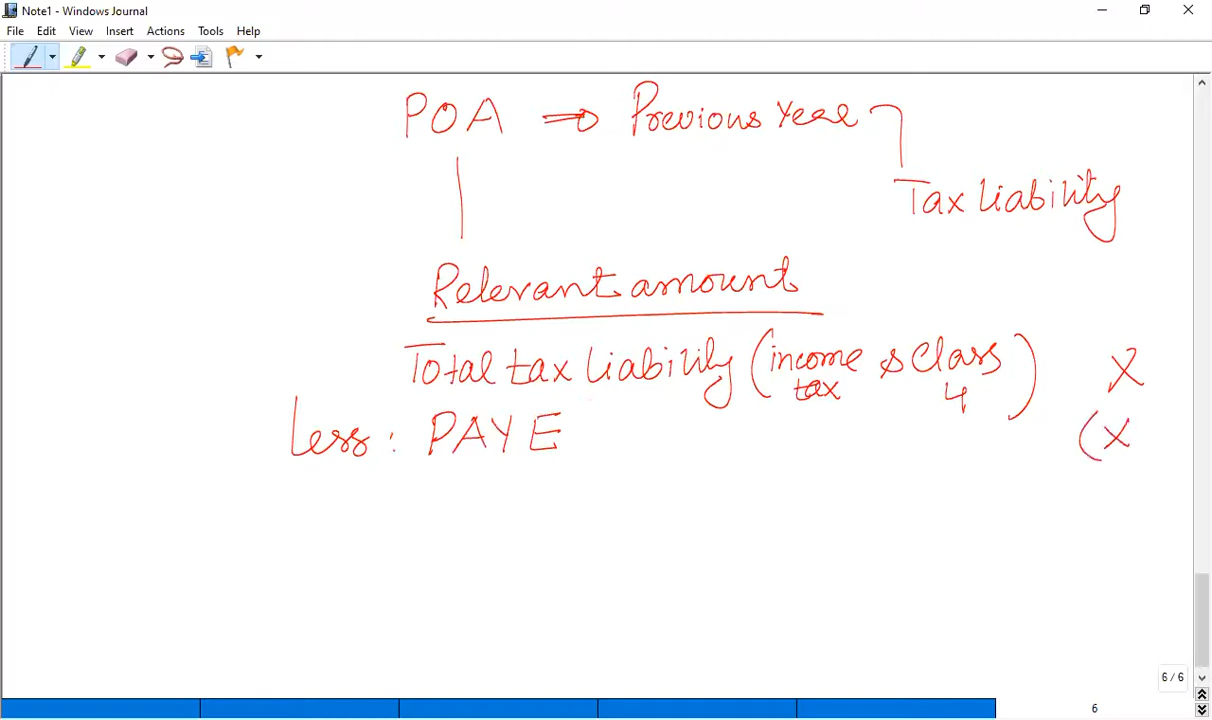 Note1 - Windows Journal
File Edit View Insert Actions Tools Help
POA ⇒ Previous Year
Tax liability
Relevant amount
Total tax liability (income tax & Class 4) X
Less: PAYE (X
6 / 6
6